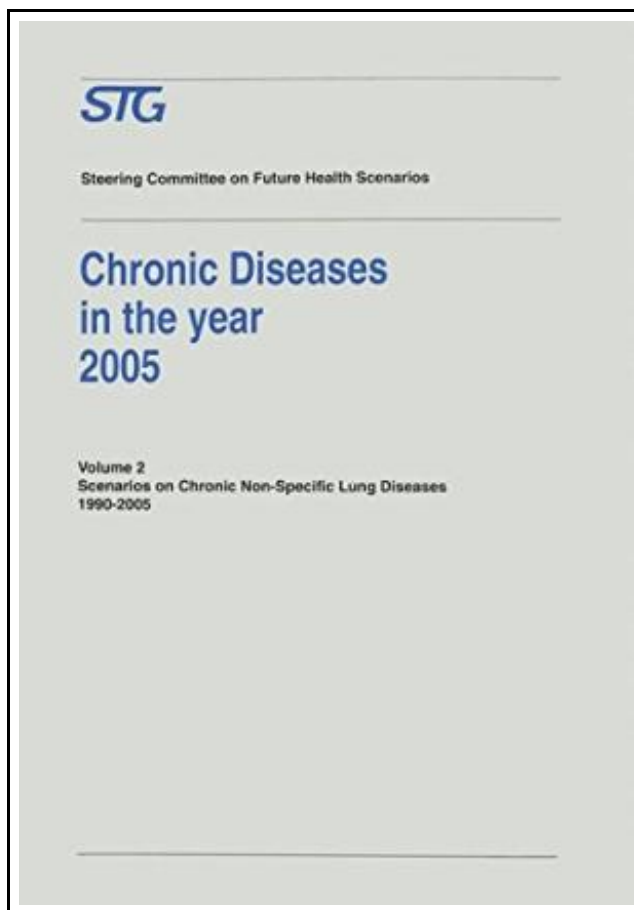 STG
Steering Committee on Future Health Scenarios
Chronic Diseases
in the year
2005
Volume 2
Scenarios on Chronic Non-Specific Lung Diseases
1990-2005